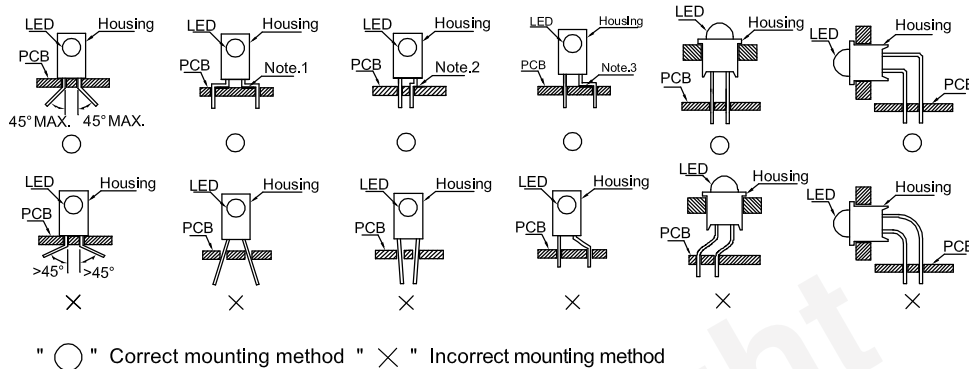 LED Housing PCB 45° MAX. 45° MAX.
LED Housing PCB Note.1
LED Housing PCB Note.2
LED Housing PCB Note.3
LED Housing PCB
LED Housing PCB
LED Housing PCB >45° >45°
LED Housing PCB
LED Housing PCB
LED Housing PCB
LED Housing PCB
LED Housing PCB
" ◯ " Correct mounting method " ✕ " Incorrect mounting method